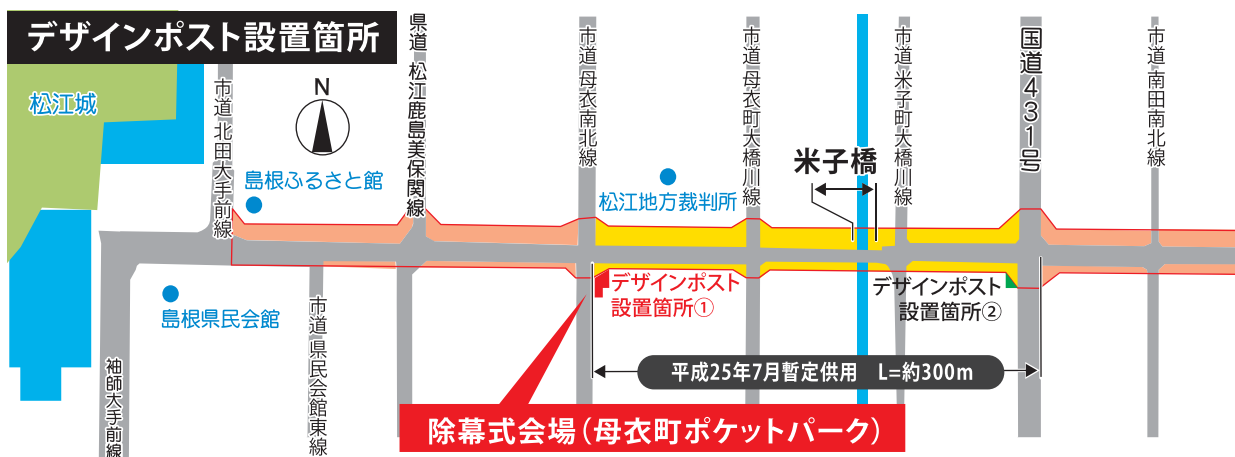 デザインポスト設置箇所
松江城
N
市道 北田大手前線
県道 松江鹿島美保関線
市道 母衣南北線
市道 母衣町大橋川線
市道 米子町大橋川線
国道431号
市道 南田南北線
米子橋
島根ふるさと館
松江地方裁判所
島根県民会館
デザインポスト
設置箇所①
デザインポスト
設置箇所②
袖師大手前線
市道 県民会館東線
平成25年7月暫定供用 L=約300m
除幕式会場(母衣町ポケットパーク)